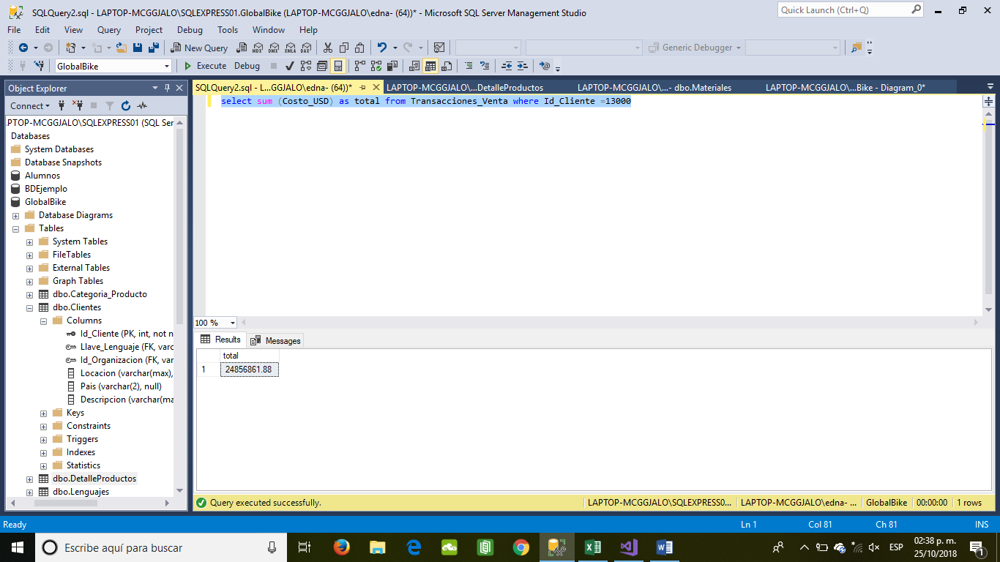 SQLQuery2.sql - LAPTOP-MCGGJALO\SQLEXPRESS01.GlobalBike (LAPTOP-MCGGJALO\edna- (64))* - Microsoft SQL Server Management Studio
Quick Launch (Ctrl+Q)
File Edit View Query Project Debug Tools Window Help
New Query
MDX DMX XMLA DAX
Generic Debugger
GlobalBike
Execute Debug
Object Explorer
SQLQuery2.sql - L...GGJALO\edna- (64))* LAPTOP-MCGGJALO\...DetalleProductos LAPTOP-MCGGJALO\...- dbo.Materiales LAPTOP-MCGGJALO\...Bike - Diagram_0*
select sum (Costo_USD) as total from Transacciones_Venta where Id_Cliente =13000
Connect
.PTOP-MCGGJALO\SQLEXPRESS01 (SQL Ser
Databases
System Databases
Database Snapshots
Alumnos
BDEjemplo
GlobalBike
Database Diagrams
Tables
System Tables
FileTables
External Tables
Graph Tables
dbo.Categoria_Producto
dbo.Clientes
Columns
Id_Cliente (PK, int, not n
Llave_Lenguaje (FK, varc
Id_Organizacion (FK, var
Locacion (varchar(max),
Pais (varchar(2), null)
Descripcion (varchar(ma
Keys
Constraints
Triggers
Indexes
Statistics
dbo.DetalleProductos
dbo.Lenguajes
100 %
Results Messages
total
1 24856861.88
Query executed successfully.
LAPTOP-MCGGJALO\SQLEXPRESS0... LAPTOP-MCGGJALO\edna- ... GlobalBike 00:00:00 1 rows
Ready Ln 1 Col 81 Ch 81 INS
Escribe aquí para buscar
ESP
02:38 p. m.
25/10/2018
1